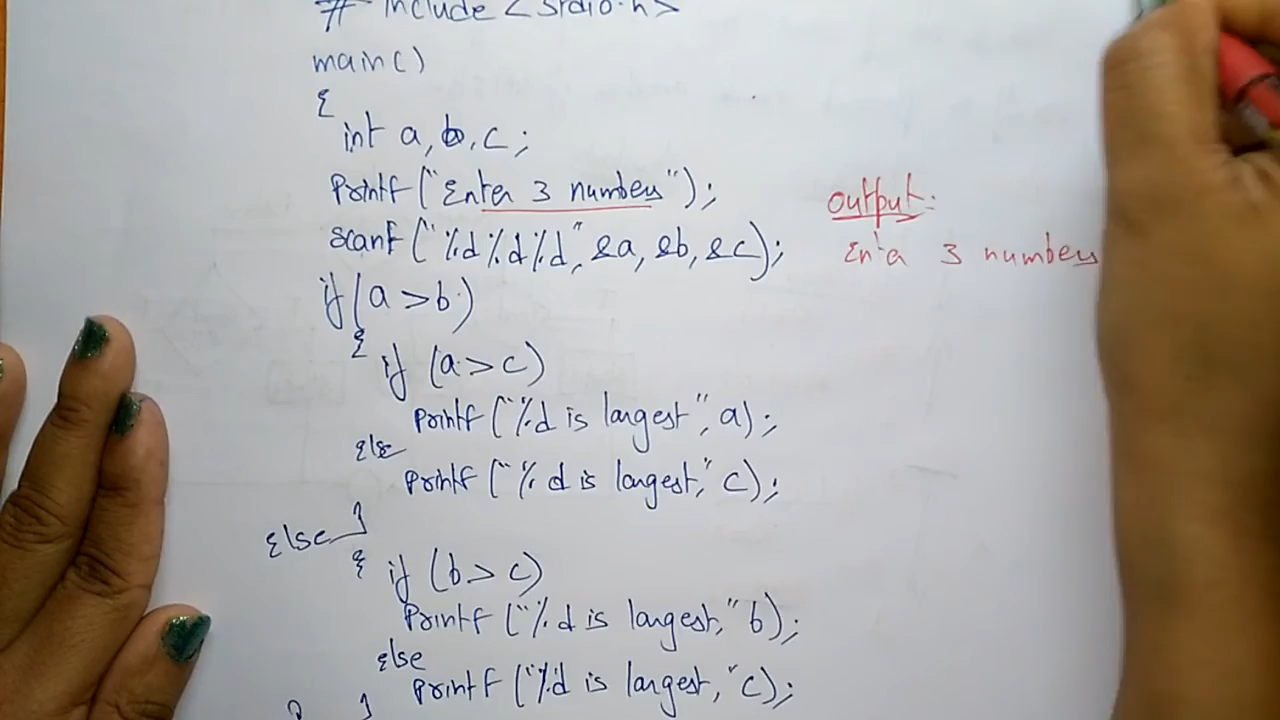 # include <stdio.h>
main()
{
int a, b, c;
Printf ("Enter 3 numbers");
scanf ("%d%d%d", &a, &b, &c);
if (a > b)
{
if (a > c)
Printf ("%d is largest", a);
else
Printf ("%d is largest," c);
}
else
{ if (b > c)
Printf ("%d is largest," b);
else
Printf ("%d is largest, "c);
}
}
output:
Enter 3 numbers